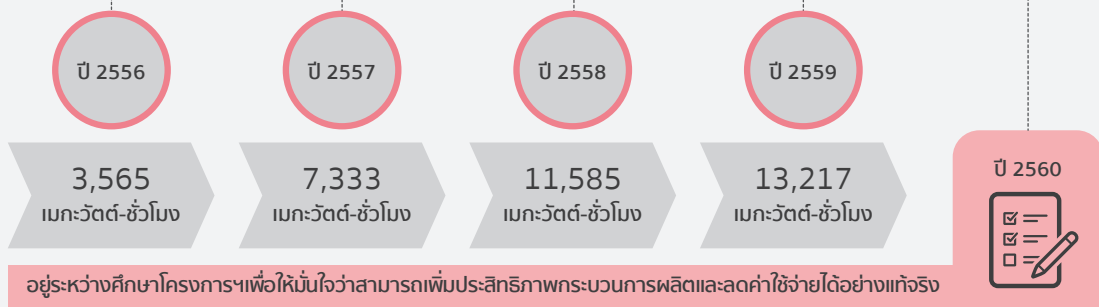 ปี 2556
ปี 2557
ปี 2558
ปี 2559
3,565
เมกะวัตต์-ชั่วโมง
7,333
เมกะวัตต์-ชั่วโมง
11,585
เมกะวัตต์-ชั่วโมง
13,217
เมกะวัตต์-ชั่วโมง
ปี 2560
อยู่ระหว่างศึกษาโครงการฯเพื่อให้มั่นใจว่าสามารถเพิ่มประสิทธิภาพกระบวนการผลิตและลดค่าใช้จ่ายได้อย่างแท้จริง